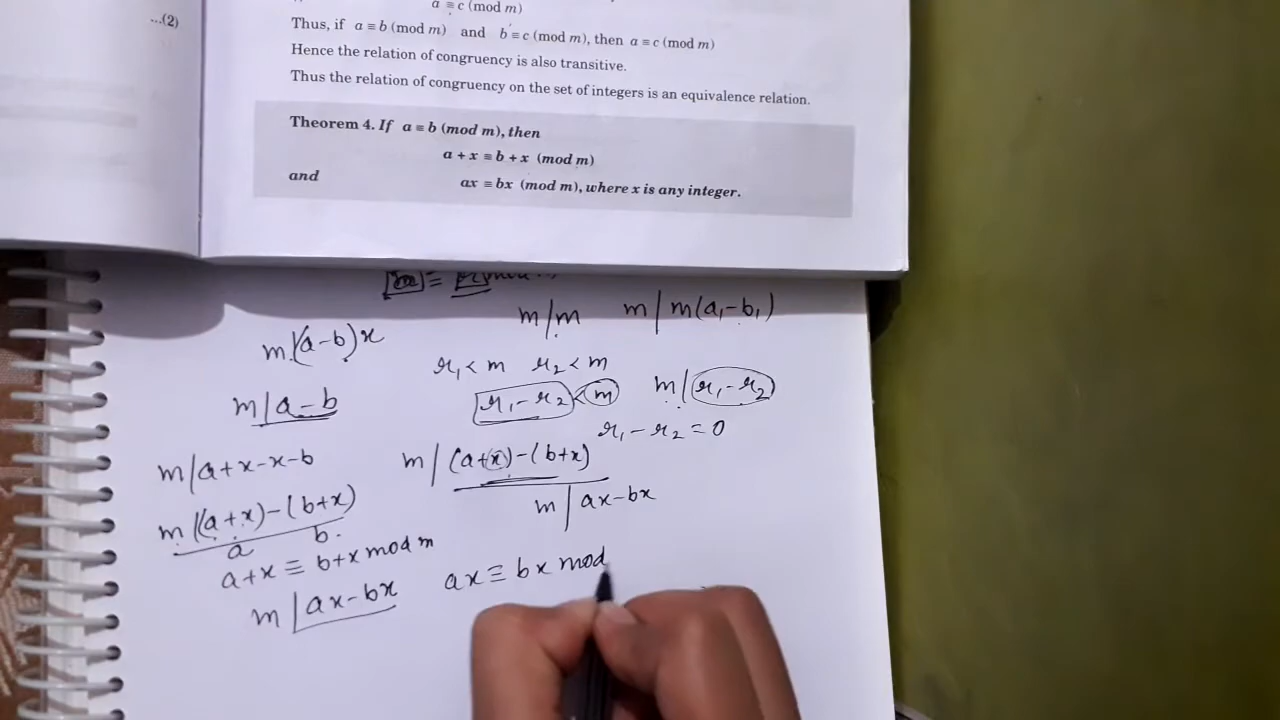 ...(2)
a ≡ c (mod m)
Thus, if a ≡ b (mod m) and b ≡ c (mod m), then a ≡ c (mod m)
Hence the relation of congruency is also transitive.
Thus the relation of congruency on the set of integers is an equivalence relation.
Theorem 4. If a ≡ b (mod m), then
a + x ≡ b + x (mod m)
and ax ≡ bx (mod m), where x is any integer.
m/m m/m(a₁-b₁)
m/(a-b)x
r₁<m r₂<m
m/a-b
r₁-r₂<m m/r₁-r₂
r₁-r₂=0
m/a+x-x-b m/(a+x)-(b+x)
m/(a+x)-(b+x) m/ax-bx
a b
a+x ≡ b+x mod m
m/ax-bx ax ≡ bx mod